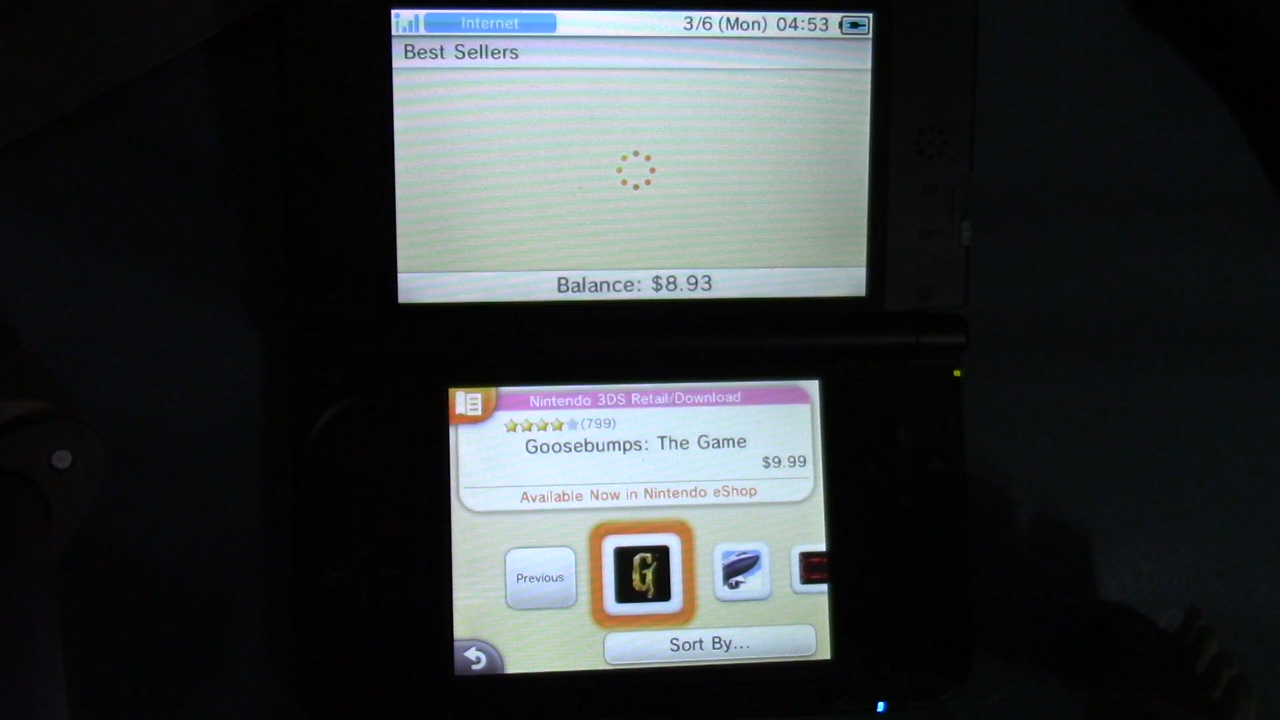 Internet
3/6 (Mon) 04:53
Best Sellers
Balance: $8.93
Nintendo 3DS Retail/Download
(799)
Goosebumps: The Game
$9.99
Available Now in Nintendo eShop
Previous
G
Sort By...